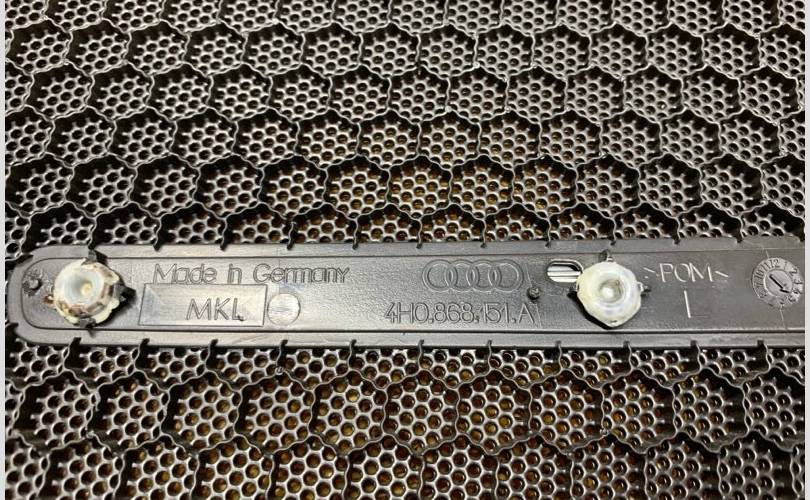 Made in Germany
MKL
4H0.868.151.A
>POM<